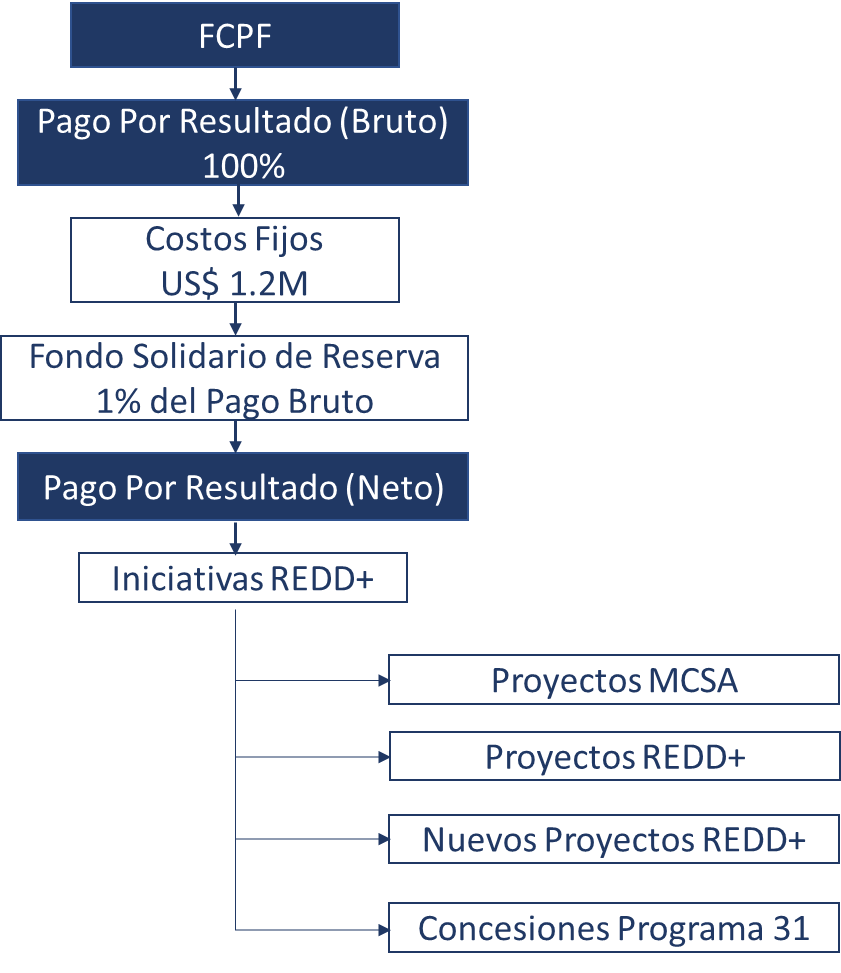 FCPF
Pago Por Resultado (Bruto)
100%
Costos Fijos
US$ 1.2M
Fondo Solidario de Reserva
1% del Pago Bruto
Pago Por Resultado (Neto)
Iniciativas REDD+
Proyectos MCSA
Proyectos REDD+
Nuevos Proyectos REDD+
Concesiones Programa 31